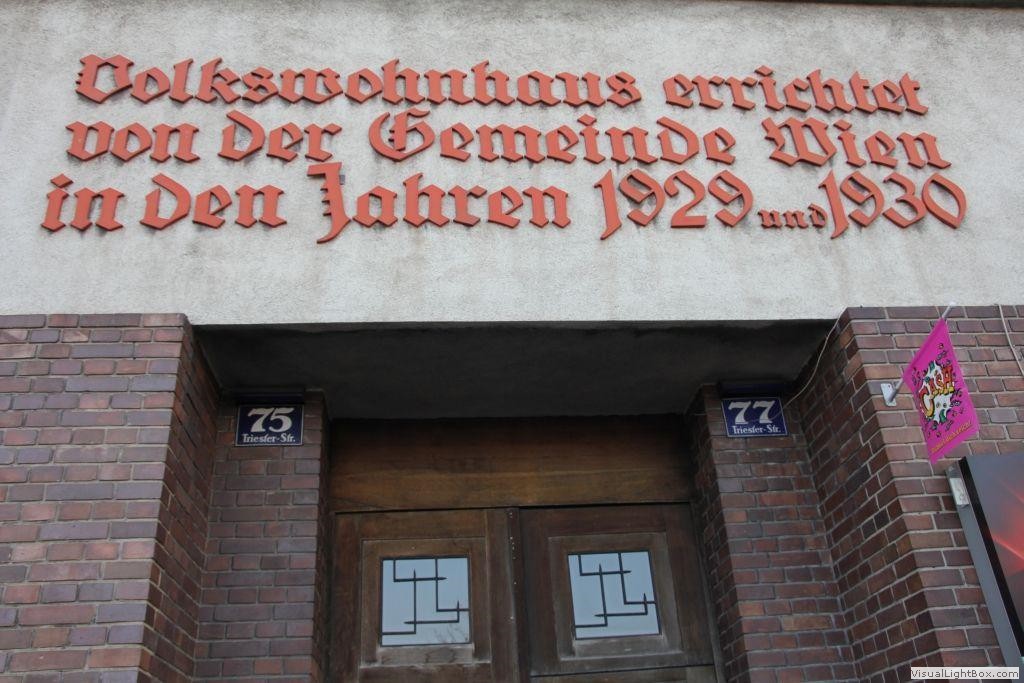 Volkswohnhaus errichtet
von der Gemeinde Wien
in den Jahren 1929 und 1930
75
Triester-Str.
77
Triester-Str.
VisualLightBox.com